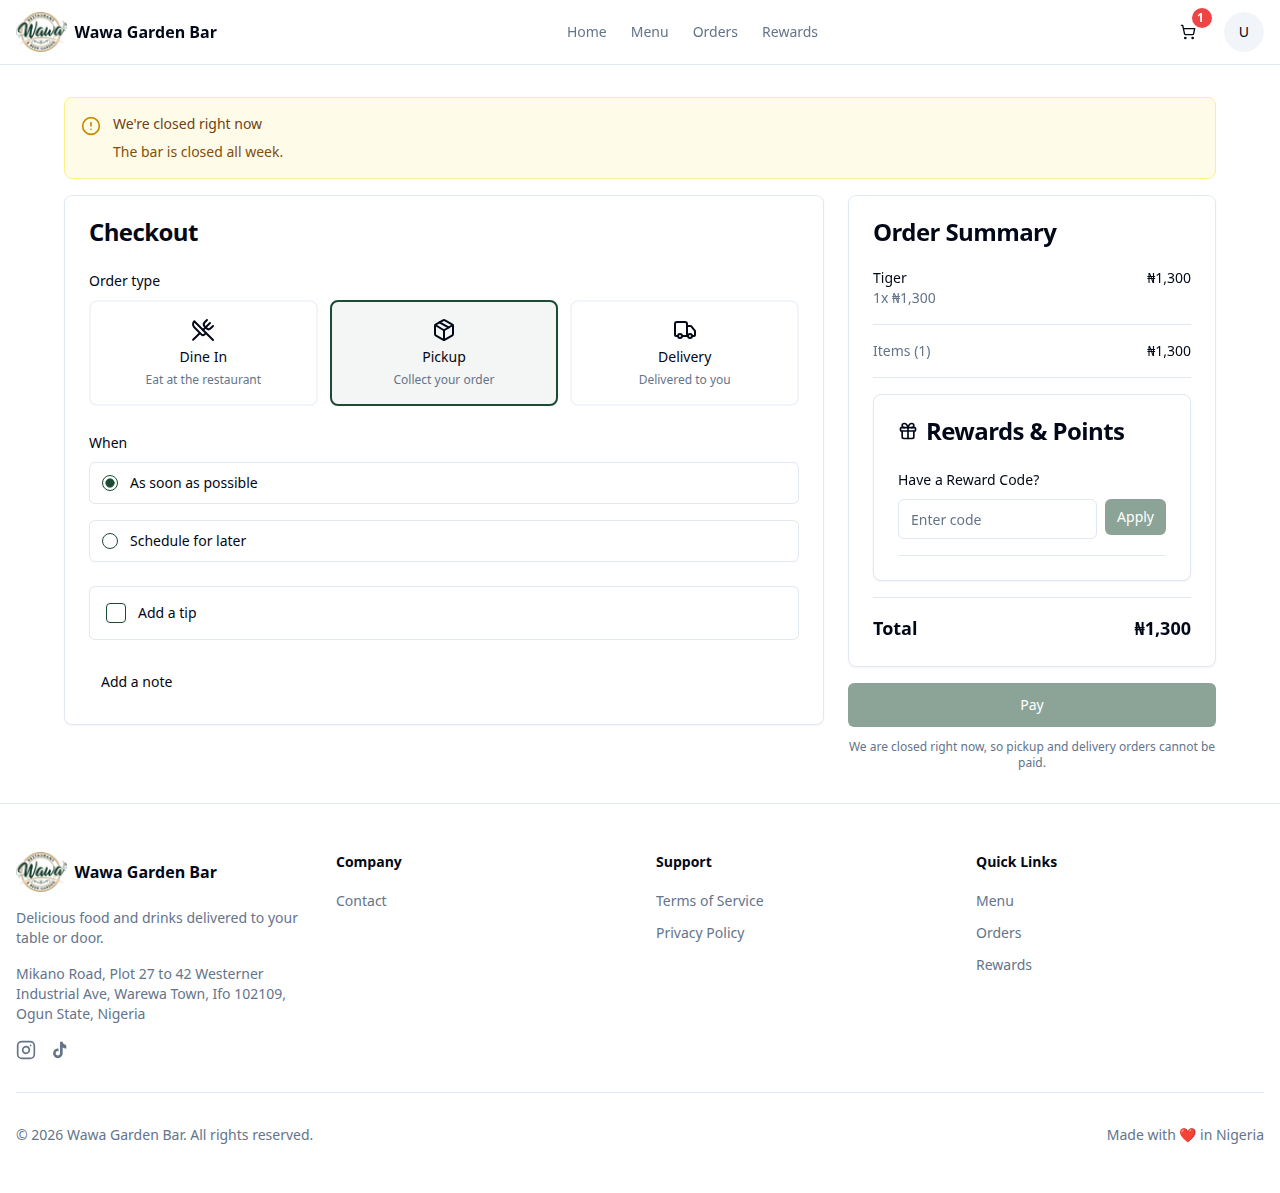 Wawa
Wawa Garden Bar
Home
Menu
Orders
Rewards
1
U
We're closed right now
The bar is closed all week.
Checkout
Order type
Dine In
Eat at the restaurant
Pickup
Collect your order
Delivery
Delivered to you
When
As soon as possible
Schedule for later
Add a tip
Add a note
Order Summary
Tiger ₦1,300
1x ₦1,300
Items (1) ₦1,300
Rewards & Points
Have a Reward Code?
Enter code
Apply
Total ₦1,300
Pay
We are closed right now, so pickup and delivery orders cannot be
paid.
Wawa
Wawa Garden Bar
Delicious food and drinks delivered to your
table or door.
Mikano Road, Plot 27 to 42 Westerner
Industrial Ave, Warewa Town, Ifo 102109,
Ogun State, Nigeria
Company
Contact
Support
Terms of Service
Privacy Policy
Quick Links
Menu
Orders
Rewards
© 2026 Wawa Garden Bar. All rights reserved.
Made with ❤️ in Nigeria